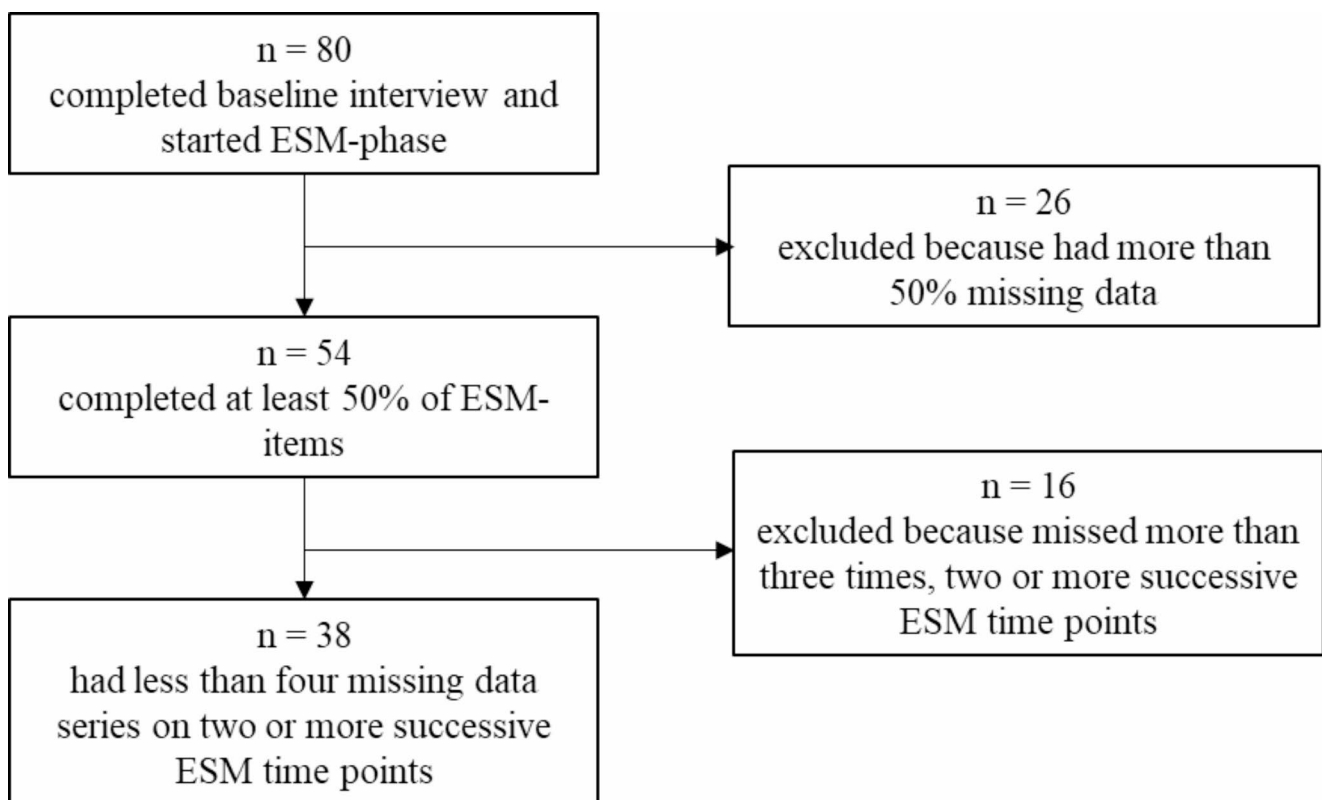 n = 80
completed baseline interview and
started ESM-phase
n = 26
excluded because had more than
50% missing data
n = 54
completed at least 50% of ESM-
items
n = 16
excluded because missed more than
three times, two or more successive
ESM time points
n = 38
had less than four missing data
series on two or more successive
ESM time points